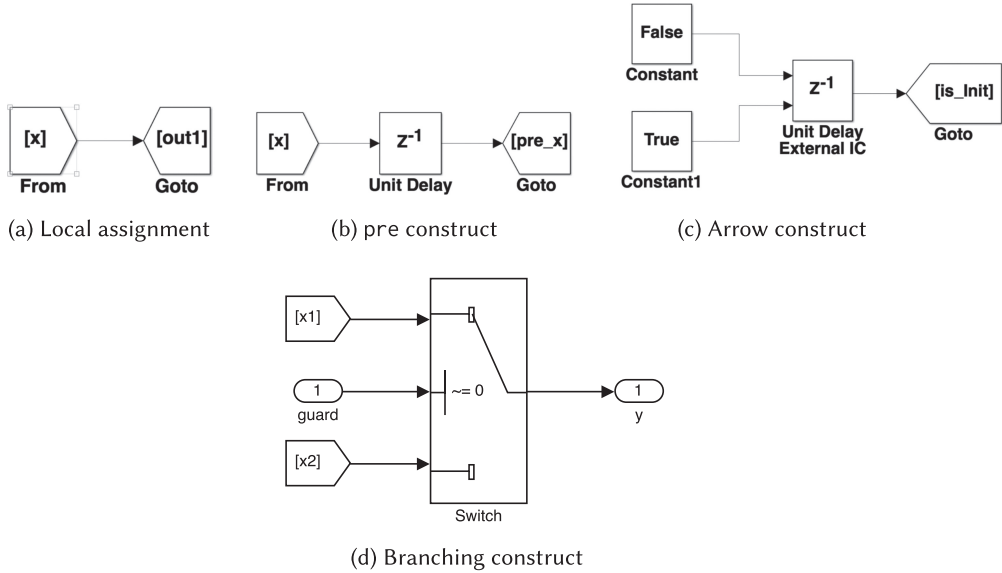 [x]
From
[out1]
Goto
(a) Local assignment
[x]
From
Z-1
Unit Delay
[pre_x]
Goto
(b) pre construct
False
Constant
True
Constant1
Z-1
Unit Delay
External IC
[is_Init]
Goto
(c) Arrow construct
[x1]
1
guard
[x2]
~= 0
Switch
1
y
(d) Branching construct